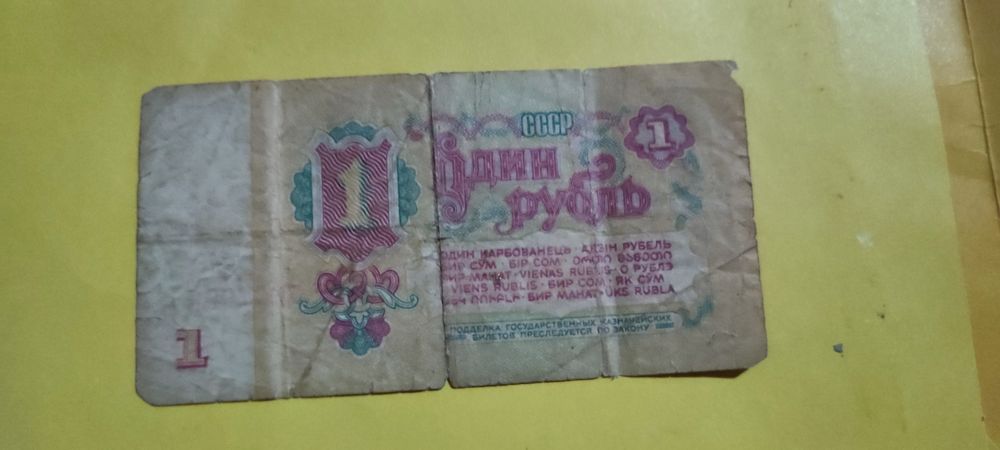 СССР
1
1
Один
рубль
ОДИН КАРБОВАНЕЦЬ · АДЗІН РУБЕЛЬ
БИР СЎМ · БІР СОМ ·
БИР МАНАТ · VIENAS RUBLIS · О РУБЛЭ
VIENS RUBLIS · БИР СОМ · ЯК СЎМ
БИР МАНАТ · ÜKS RUBLA
ПОДДЕЛКА ГОСУДАРСТВЕННЫХ КАЗНАЧЕЙСКИХ
БИЛЕТОВ ПРЕСЛЕДУЕТСЯ ПО ЗАКОНУ
1